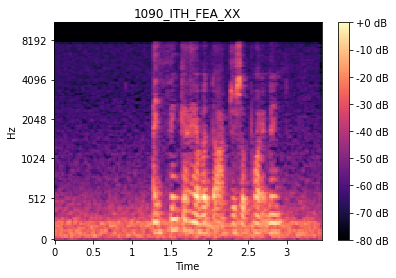 1090_ITH_FEA_XX
+0 dB
8192
-10 dB
4096
-20 dB
-30 dB
2048
Hz
-40 dB
1024
-50 dB
-60 dB
512
-70 dB
0
-80 dB
0 0.5 1 1.5 2 2.5 3
Time